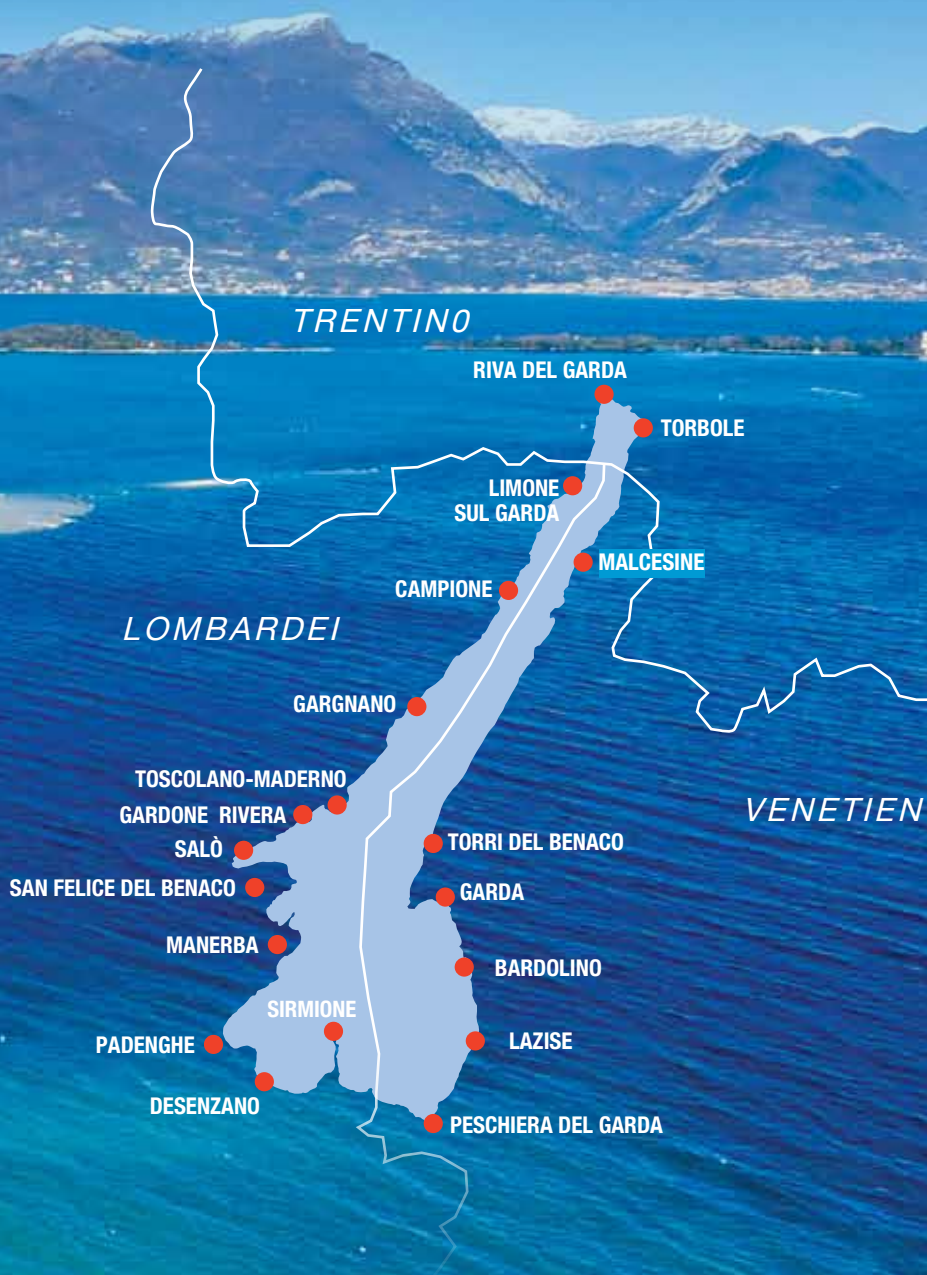 TRENTIN0
RIVA DEL GARDA
TORBOLE
LIMONE
SUL GARDA
MALCESINE
CAMPIONE
LOMBARDEI
GARGNANO
TOSCOLANO-MADERNO
GARDONE RIVERA
VENETIEN
SALÒ
TORRI DEL BENACO
SAN FELICE DEL BENACO
GARDA
MANERBA
BARDOLINO
SIRMIONE
PADENGHE
LAZISE
DESENZANO
PESCHIERA DEL GARDA